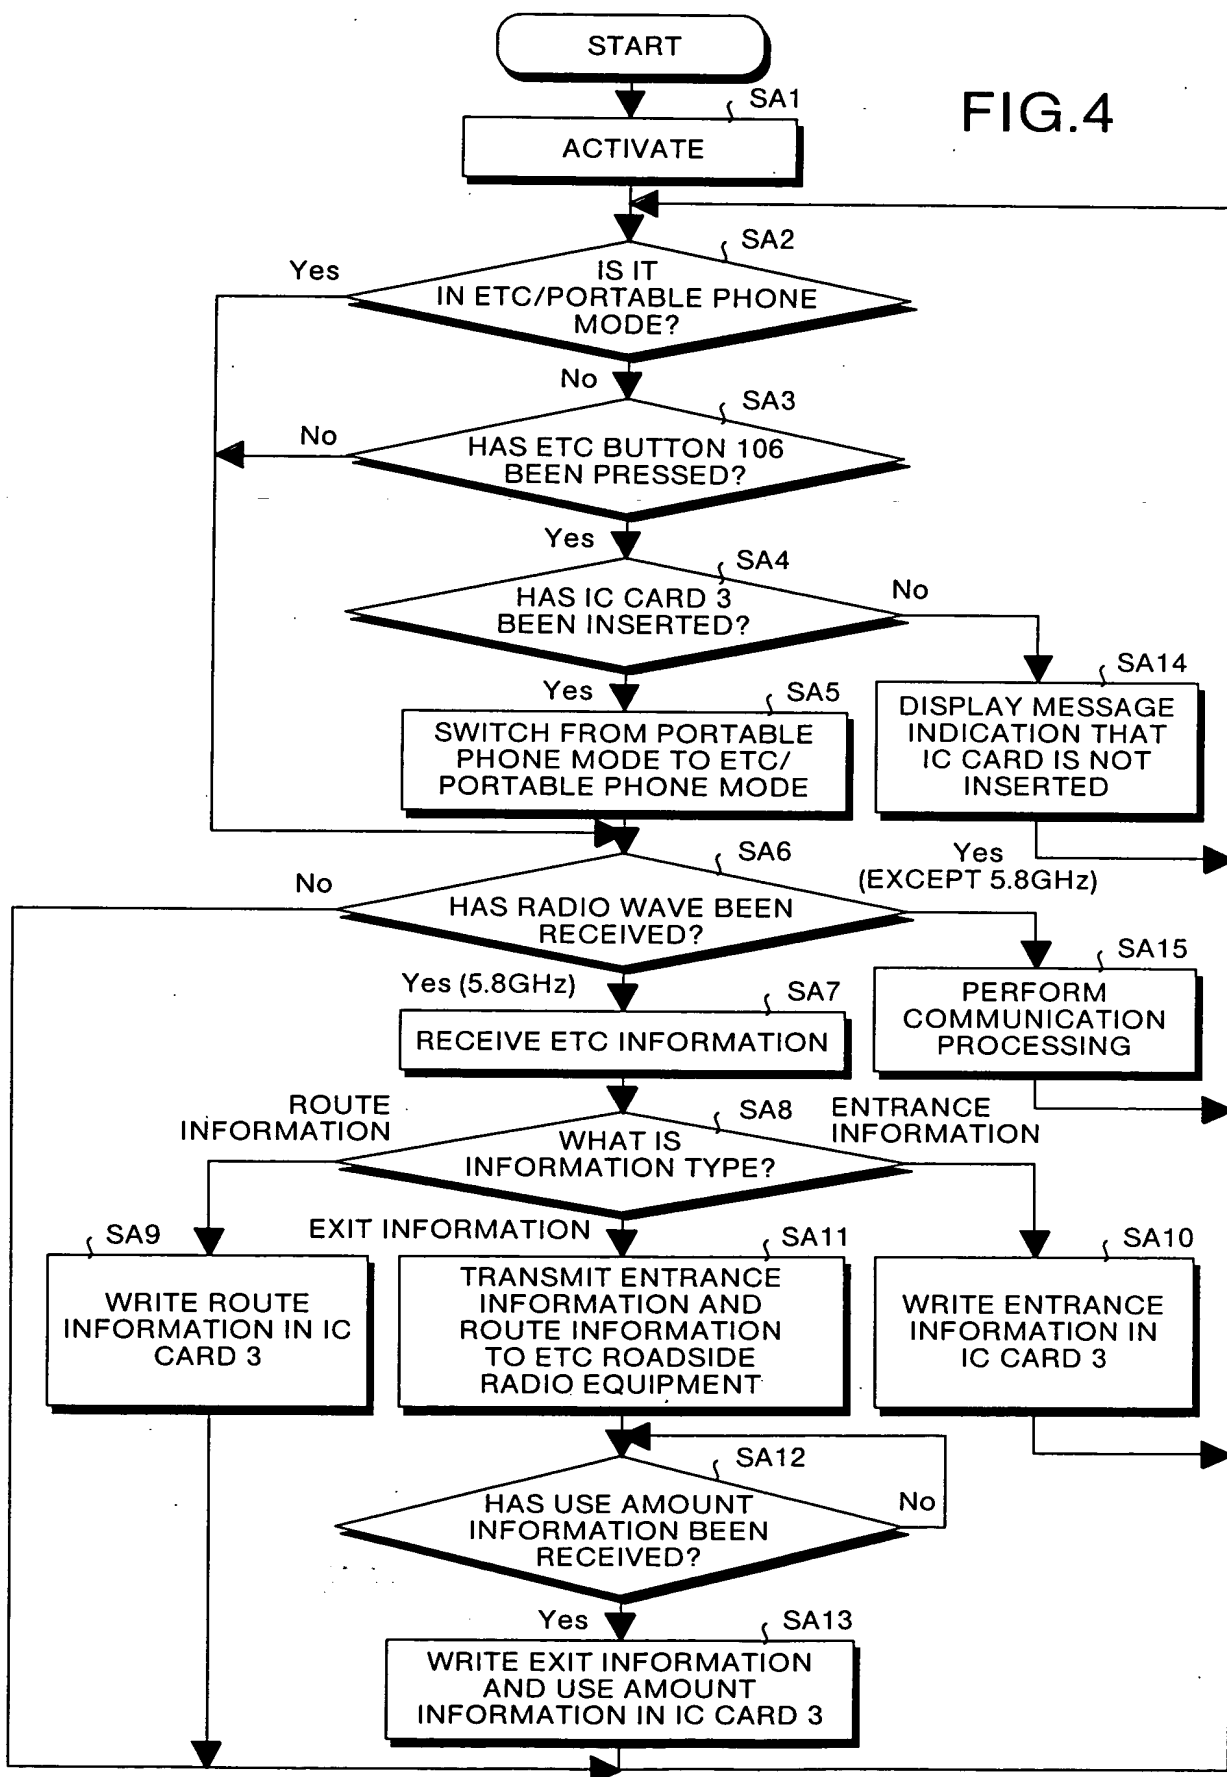 START
FIG.4
SA1
ACTIVATE
SA2
Yes
IS IT
IN ETC/PORTABLE PHONE
MODE?
No
SA3
No
HAS ETC BUTTON 106
BEEN PRESSED?
Yes
SA4
No
HAS IC CARD 3
BEEN INSERTED?
Yes
SA5
SWITCH FROM PORTABLE
PHONE MODE TO ETC/
PORTABLE PHONE MODE
SA14
DISPLAY MESSAGE
INDICATION THAT
IC CARD IS NOT
INSERTED
SA6
No
Yes
(EXCEPT 5.8GHz)
HAS RADIO WAVE BEEN
RECEIVED?
Yes (5.8GHz)
SA7
RECEIVE ETC INFORMATION
SA15
PERFORM
COMMUNICATION
PROCESSING
ROUTE
INFORMATION
SA8
ENTRANCE
INFORMATION
WHAT IS
INFORMATION TYPE?
EXIT INFORMATION
SA9
WRITE ROUTE
INFORMATION IN IC
CARD 3
SA11
TRANSMIT ENTRANCE
INFORMATION AND
ROUTE INFORMATION
TO ETC ROADSIDE
RADIO EQUIPMENT
SA10
WRITE ENTRANCE
INFORMATION IN
IC CARD 3
SA12
HAS USE AMOUNT
INFORMATION BEEN
RECEIVED?
No
Yes
SA13
WRITE EXIT INFORMATION
AND USE AMOUNT
INFORMATION IN IC CARD 3